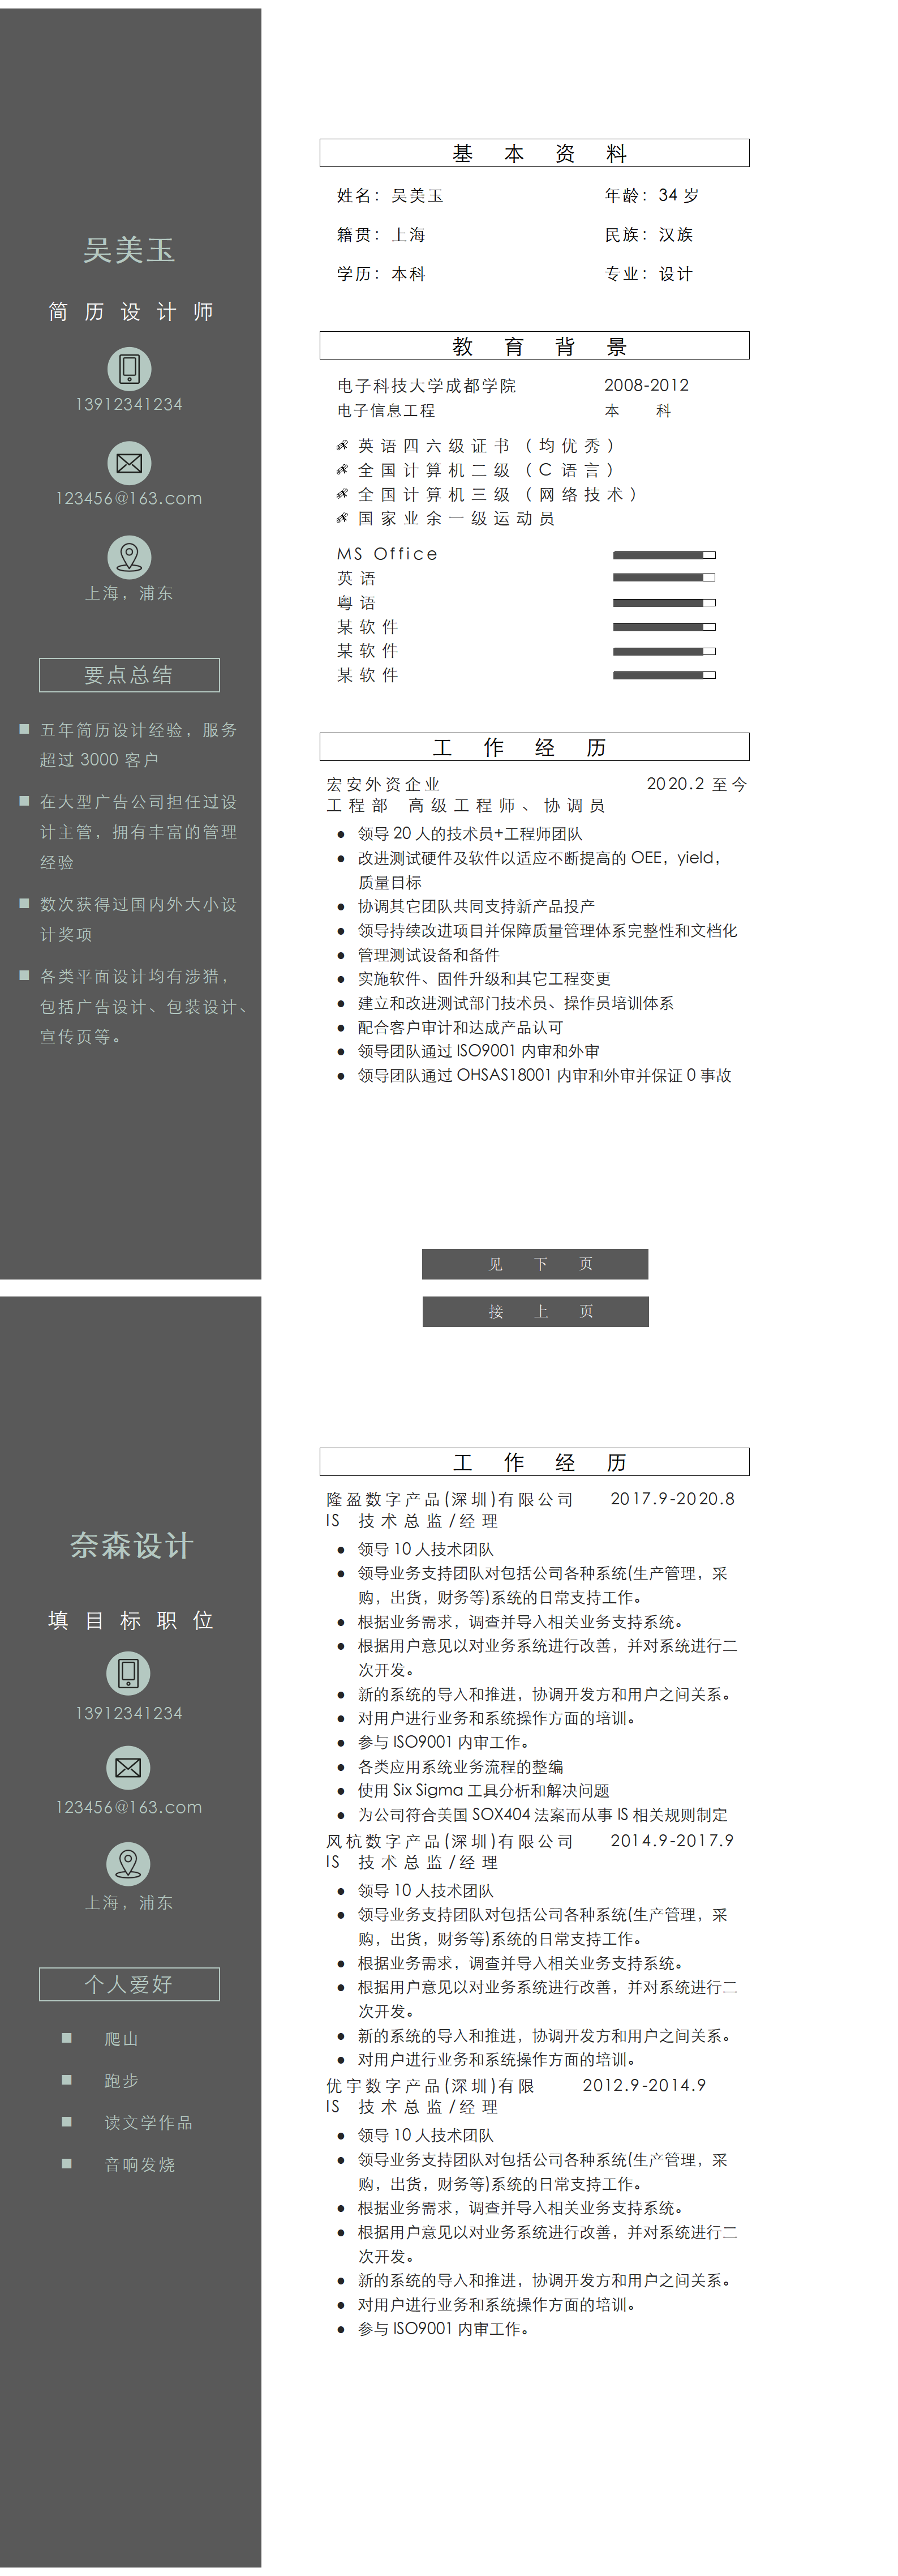 吴美玉
简历设计师
13912341234
123456@163.com
上海，浦东
要点总结
■ 五年简历设计经验，服务
超过 3000 客户
■ 在大型广告公司担任过设
计主管，拥有丰富的管理
经验
■ 数次获得过国内外大小设
计奖项
■ 各类平面设计均有涉猎，
包括广告设计、包装设计、
宣传页等。
基本资料
姓名：吴美玉 年龄：34 岁
籍贯：上海 民族：汉族
学历：本科 专业：设计
教育背景
电子科技大学成都学院 2008-2012
电子信息工程 本 科
英语四六级证书（均优秀）
全国计算机二级（C 语言）
全国计算机三级（网络技术）
国家业余一级运动员
MS Office
英语
粤语
某软件
某软件
某软件
工作经历
宏安外资企业 2020.2 至今
工程部 高级工程师、协调员
● 领导 20 人的技术员+工程师团队
● 改进测试硬件及软件以适应不断提高的 OEE，yield，
质量目标
● 协调其它团队共同支持新产品投产
● 领导持续改进项目并保障质量管理体系完整性和文档化
● 管理测试设备和备件
● 实施软件、固件升级和其它工程变更
● 建立和改进测试部门技术员、操作员培训体系
● 配合客户审计和达成产品认可
● 领导团队通过 ISO9001 内审和外审
● 领导团队通过 OHSAS18001 内审和外审并保证 0 事故
见下页
接上页
奈森设计
填目标职位
13912341234
123456@163.com
上海，浦东
个人爱好
■ 爬山
■ 跑步
■ 读文学作品
■ 音响发烧
工作经历
隆盈数字产品(深圳)有限公司 2017.9-2020.8
IS 技术总监/经理
● 领导 10 人技术团队
● 领导业务支持团队对包括公司各种系统(生产管理，采
购，出货，财务等)系统的日常支持工作。
● 根据业务需求，调查并导入相关业务支持系统。
● 根据用户意见以对业务系统进行改善，并对系统进行二
次开发。
● 新的系统的导入和推进，协调开发方和用户之间关系。
● 对用户进行业务和系统操作方面的培训。
● 参与 ISO9001 内审工作。
● 各类应用系统业务流程的整编
● 使用 Six Sigma 工具分析和解决问题
● 为公司符合美国 SOX404 法案而从事 IS 相关规则制定
风杭数字产品(深圳)有限公司 2014.9-2017.9
IS 技术总监/经理
● 领导 10 人技术团队
● 领导业务支持团队对包括公司各种系统(生产管理，采
购，出货，财务等)系统的日常支持工作。
● 根据业务需求，调查并导入相关业务支持系统。
● 根据用户意见以对业务系统进行改善，并对系统进行二
次开发。
● 新的系统的导入和推进，协调开发方和用户之间关系。
● 对用户进行业务和系统操作方面的培训。
优宇数字产品(深圳)有限 2012.9-2014.9
IS 技术总监/经理
● 领导 10 人技术团队
● 领导业务支持团队对包括公司各种系统(生产管理，采
购，出货，财务等)系统的日常支持工作。
● 根据业务需求，调查并导入相关业务支持系统。
● 根据用户意见以对业务系统进行改善，并对系统进行二
次开发。
● 新的系统的导入和推进，协调开发方和用户之间关系。
● 对用户进行业务和系统操作方面的培训。
● 参与 ISO9001 内审工作。